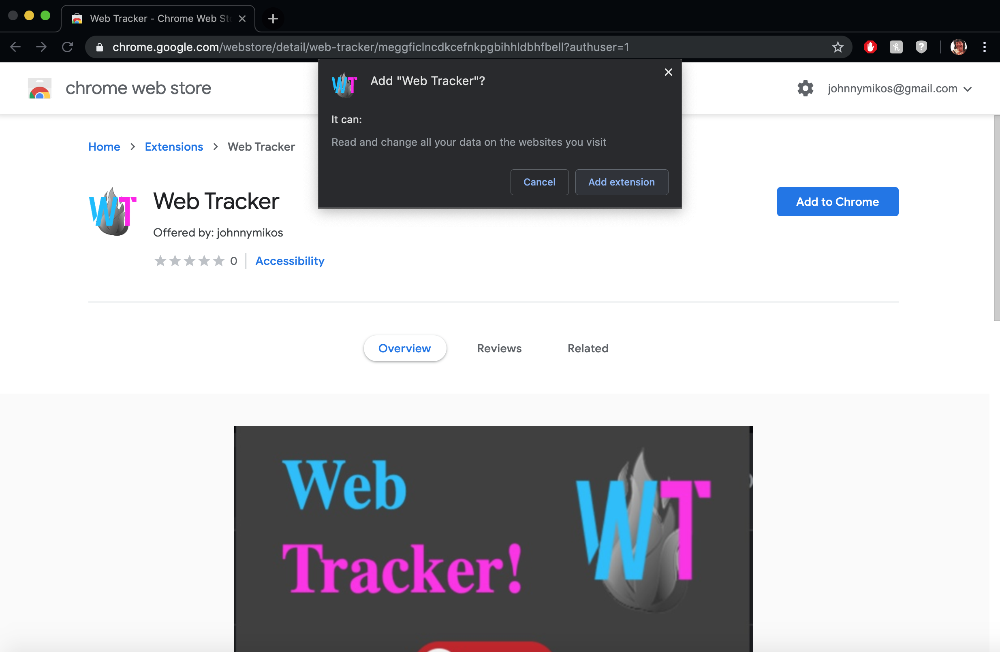 Web Tracker - Chrome Web Sto
chrome.google.com/webstore/detail/web-tracker/meggficlncdkcefnkpgbihhldbhfbell?authuser=1
WT
Add "Web Tracker"?
It can:
Read and change all your data on the websites you visit
Cancel
Add extension
chrome web store
johnnymikos@gmail.com
Home > Extensions > Web Tracker
WT
Web Tracker
Offered by: johnnymikos
0 | Accessibility
Add to Chrome
Overview
Reviews
Related
Web
Tracker!
WT